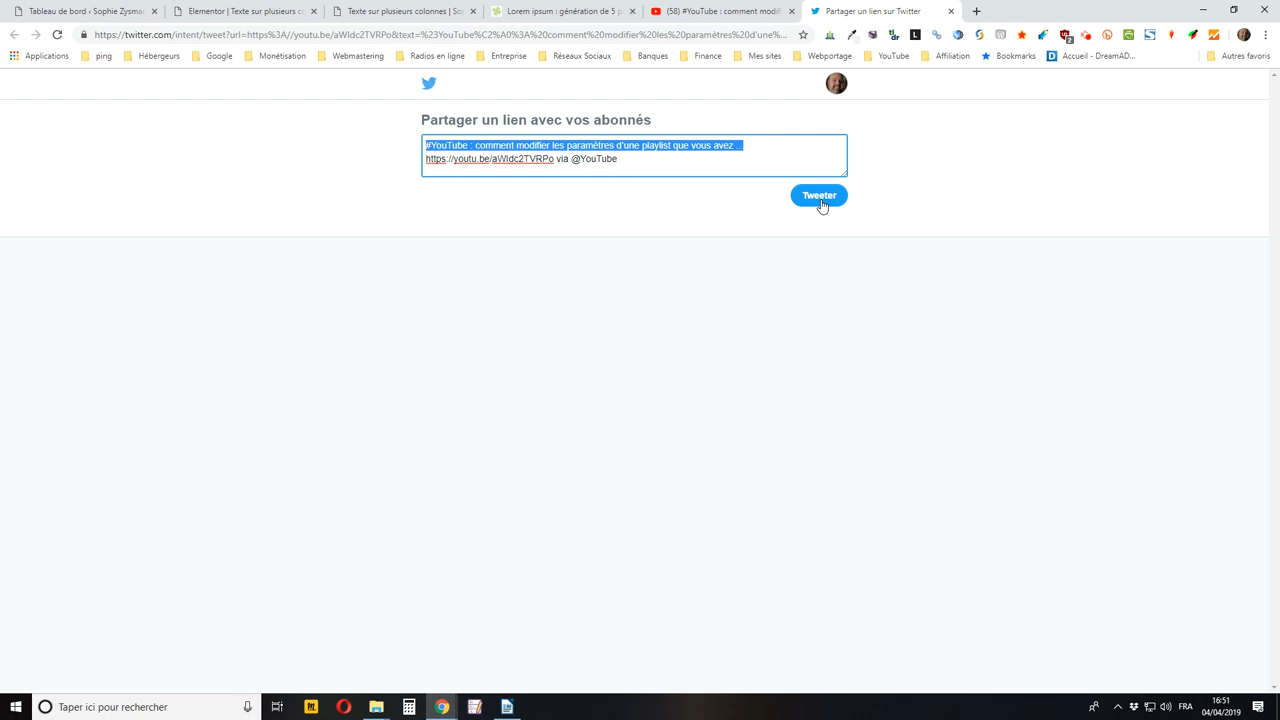 Tableau de bord ‹ Sophie Zysman
Elementor | Texte sur plusieurs c
Texte sur plusieurs colonnes | So
Lorem ipsum : génération de 5 p
(58) #YouTube : comment modifi
Partager un lien sur Twitter
https://twitter.com/intent/tweet?url=https%3A//youtu.be/aWIdc2TVRPo&text=%23YouTube%C2%A0%3A%20comment%20modifier%20les%20paramètres%20d'une%...
Applications
ping
Hébergeurs
Google
Monétisation
Webmastering
Radios en ligne
Entreprise
Réseaux Sociaux
Banques
Finance
Mes sites
Webportage
YouTube
Affiliation
Bookmarks
Accueil - DreamAD...
Autres favoris
Partager un lien avec vos abonnés
#YouTube : comment modifier les paramètres d'une playlist que vous avez ...
https://youtu.be/aWIdc2TVRPo via @YouTube
Tweeter
Taper ici pour rechercher
FRA
16:51
04/04/2019